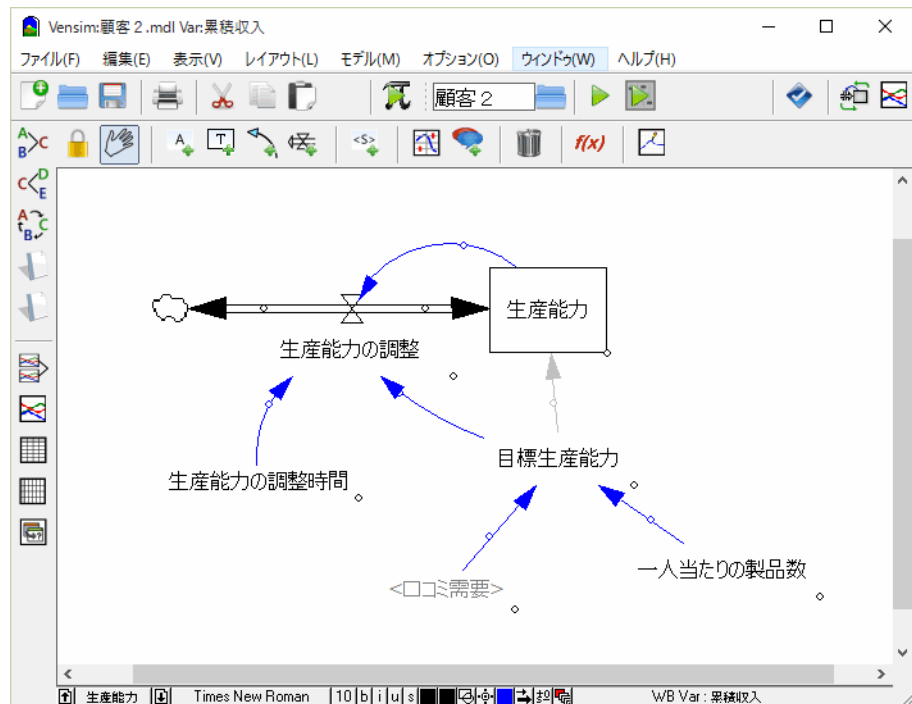 Vensim:顧客２.mdl Var:累積収入
ファイル(F) 編集(E) 表示(V) レイアウト(L) モデル(M) オプション(O) ウィンドゥ(W) ヘルプ(H)
顧客２
A B C A T <S> f(x)
C D E
A C B
生産能力
生産能力の調整
目標生産能力
生産能力の調整時間
一人当たりの製品数
<口コミ需要>
生産能力 Times New Roman 10 b i u s WB Var : 累積収入